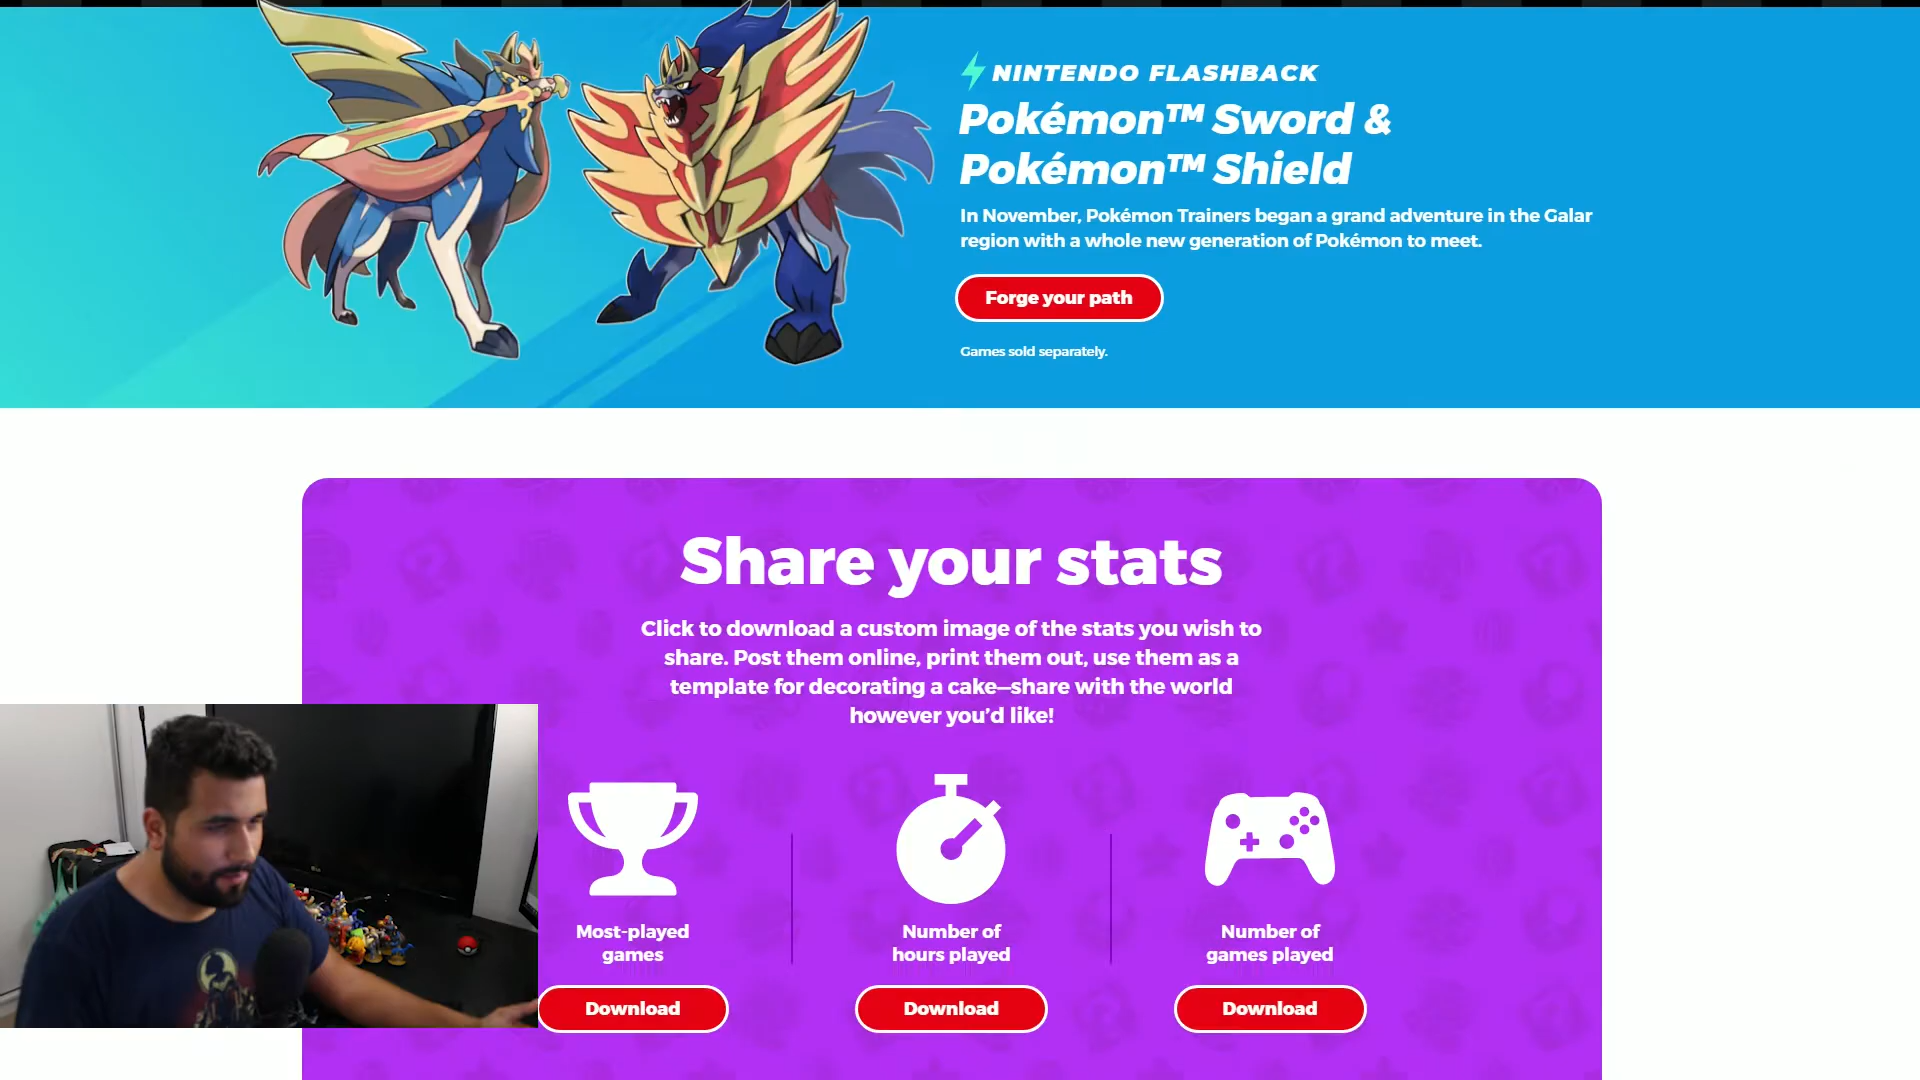 NINTENDO FLASHBACK
Pokémon™ Sword &
Pokémon™ Shield
In November, Pokémon Trainers began a grand adventure in the Galar
region with a whole new generation of Pokémon to meet.
Forge your path
Games sold separately.
Share your stats
Click to download a custom image of the stats you wish to
share. Post them online, print them out, use them as a
template for decorating a cake—share with the world
however you’d like!
Most-played
games
Download
Number of
hours played
Download
Number of
games played
Download